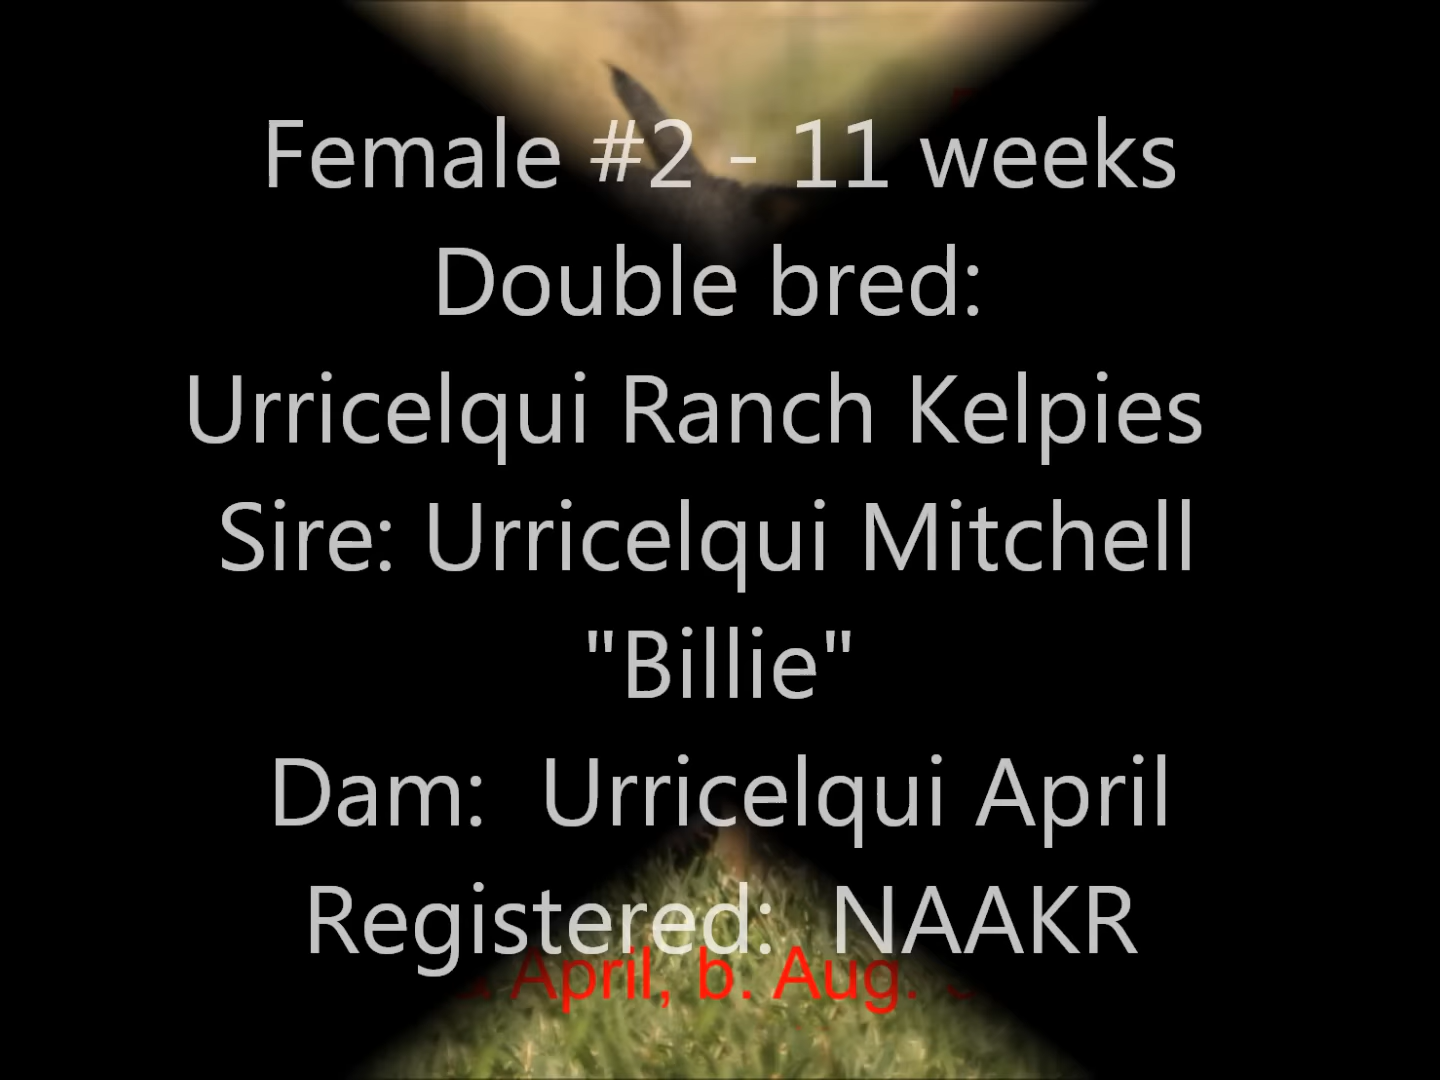 Female #2 - 11 weeks
Double bred:
Urricelqui Ranch Kelpies
Sire: Urricelqui Mitchell
"Billie"
Dam:  Urricelqui April
Registered:  NAAKR
April, b. Aug.